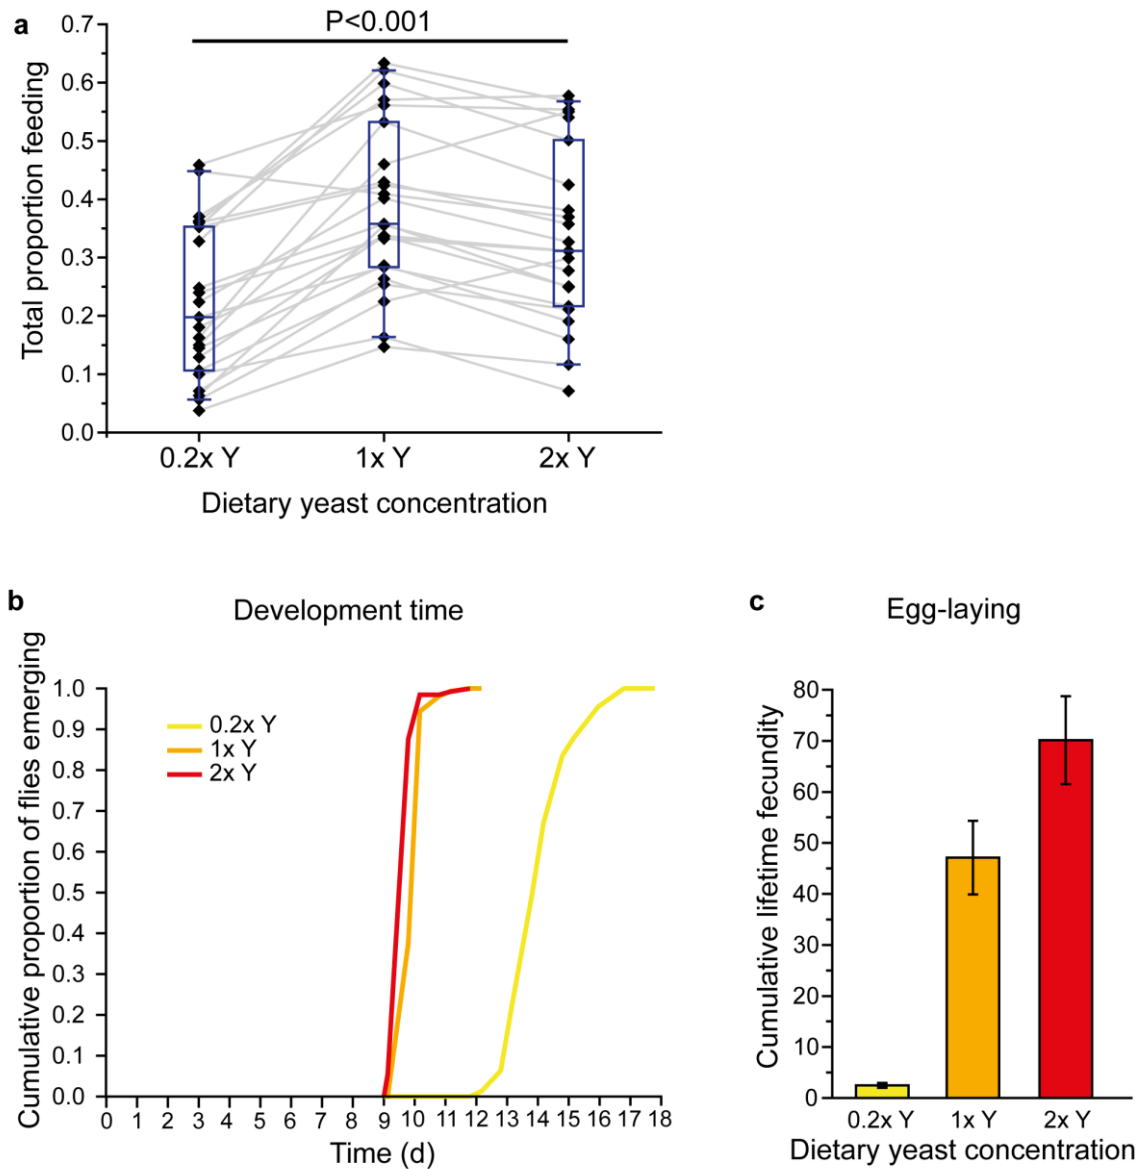 a
P<0.001
Total proportion feeding
0.7
0.6
0.5
0.4
0.3
0.2
0.1
0.0
0.2x Y 1x Y 2x Y
Dietary yeast concentration
b
Development time
Cumulative proportion of flies emerging
1.0
0.9
0.8
0.7
0.6
0.5
0.4
0.3
0.2
0.1
0.0
0.2x Y
1x Y
2x Y
0 1 2 3 4 5 6 7 8 9 10 11 12 13 14 15 16 17 18
Time (d)
c
Egg-laying
Cumulative lifetime fecundity
80
70
60
50
40
30
20
10
0
0.2x Y 1x Y 2x Y
Dietary yeast concentration